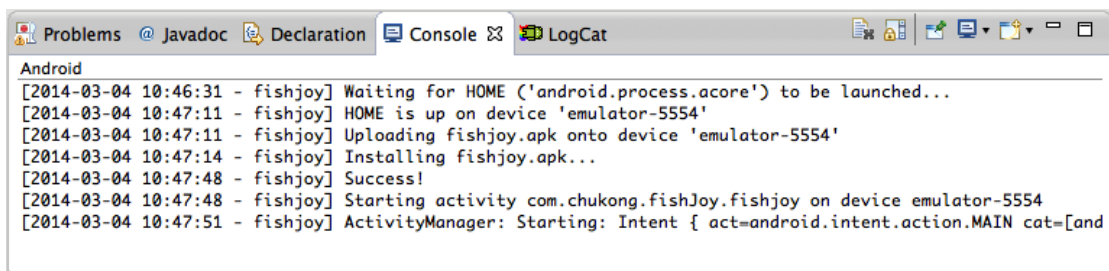 Problems @ Javadoc Declaration Console LogCat
Android
[2014-03-04 10:46:31 - fishjoy] Waiting for HOME ('android.process.acore') to be launched...
[2014-03-04 10:47:11 - fishjoy] HOME is up on device 'emulator-5554'
[2014-03-04 10:47:11 - fishjoy] Uploading fishjoy.apk onto device 'emulator-5554'
[2014-03-04 10:47:14 - fishjoy] Installing fishjoy.apk...
[2014-03-04 10:47:48 - fishjoy] Success!
[2014-03-04 10:47:48 - fishjoy] Starting activity com.chukong.fishJoy.fishjoy on device emulator-5554
[2014-03-04 10:47:51 - fishjoy] ActivityManager: Starting: Intent { act=android.intent.action.MAIN cat=[and